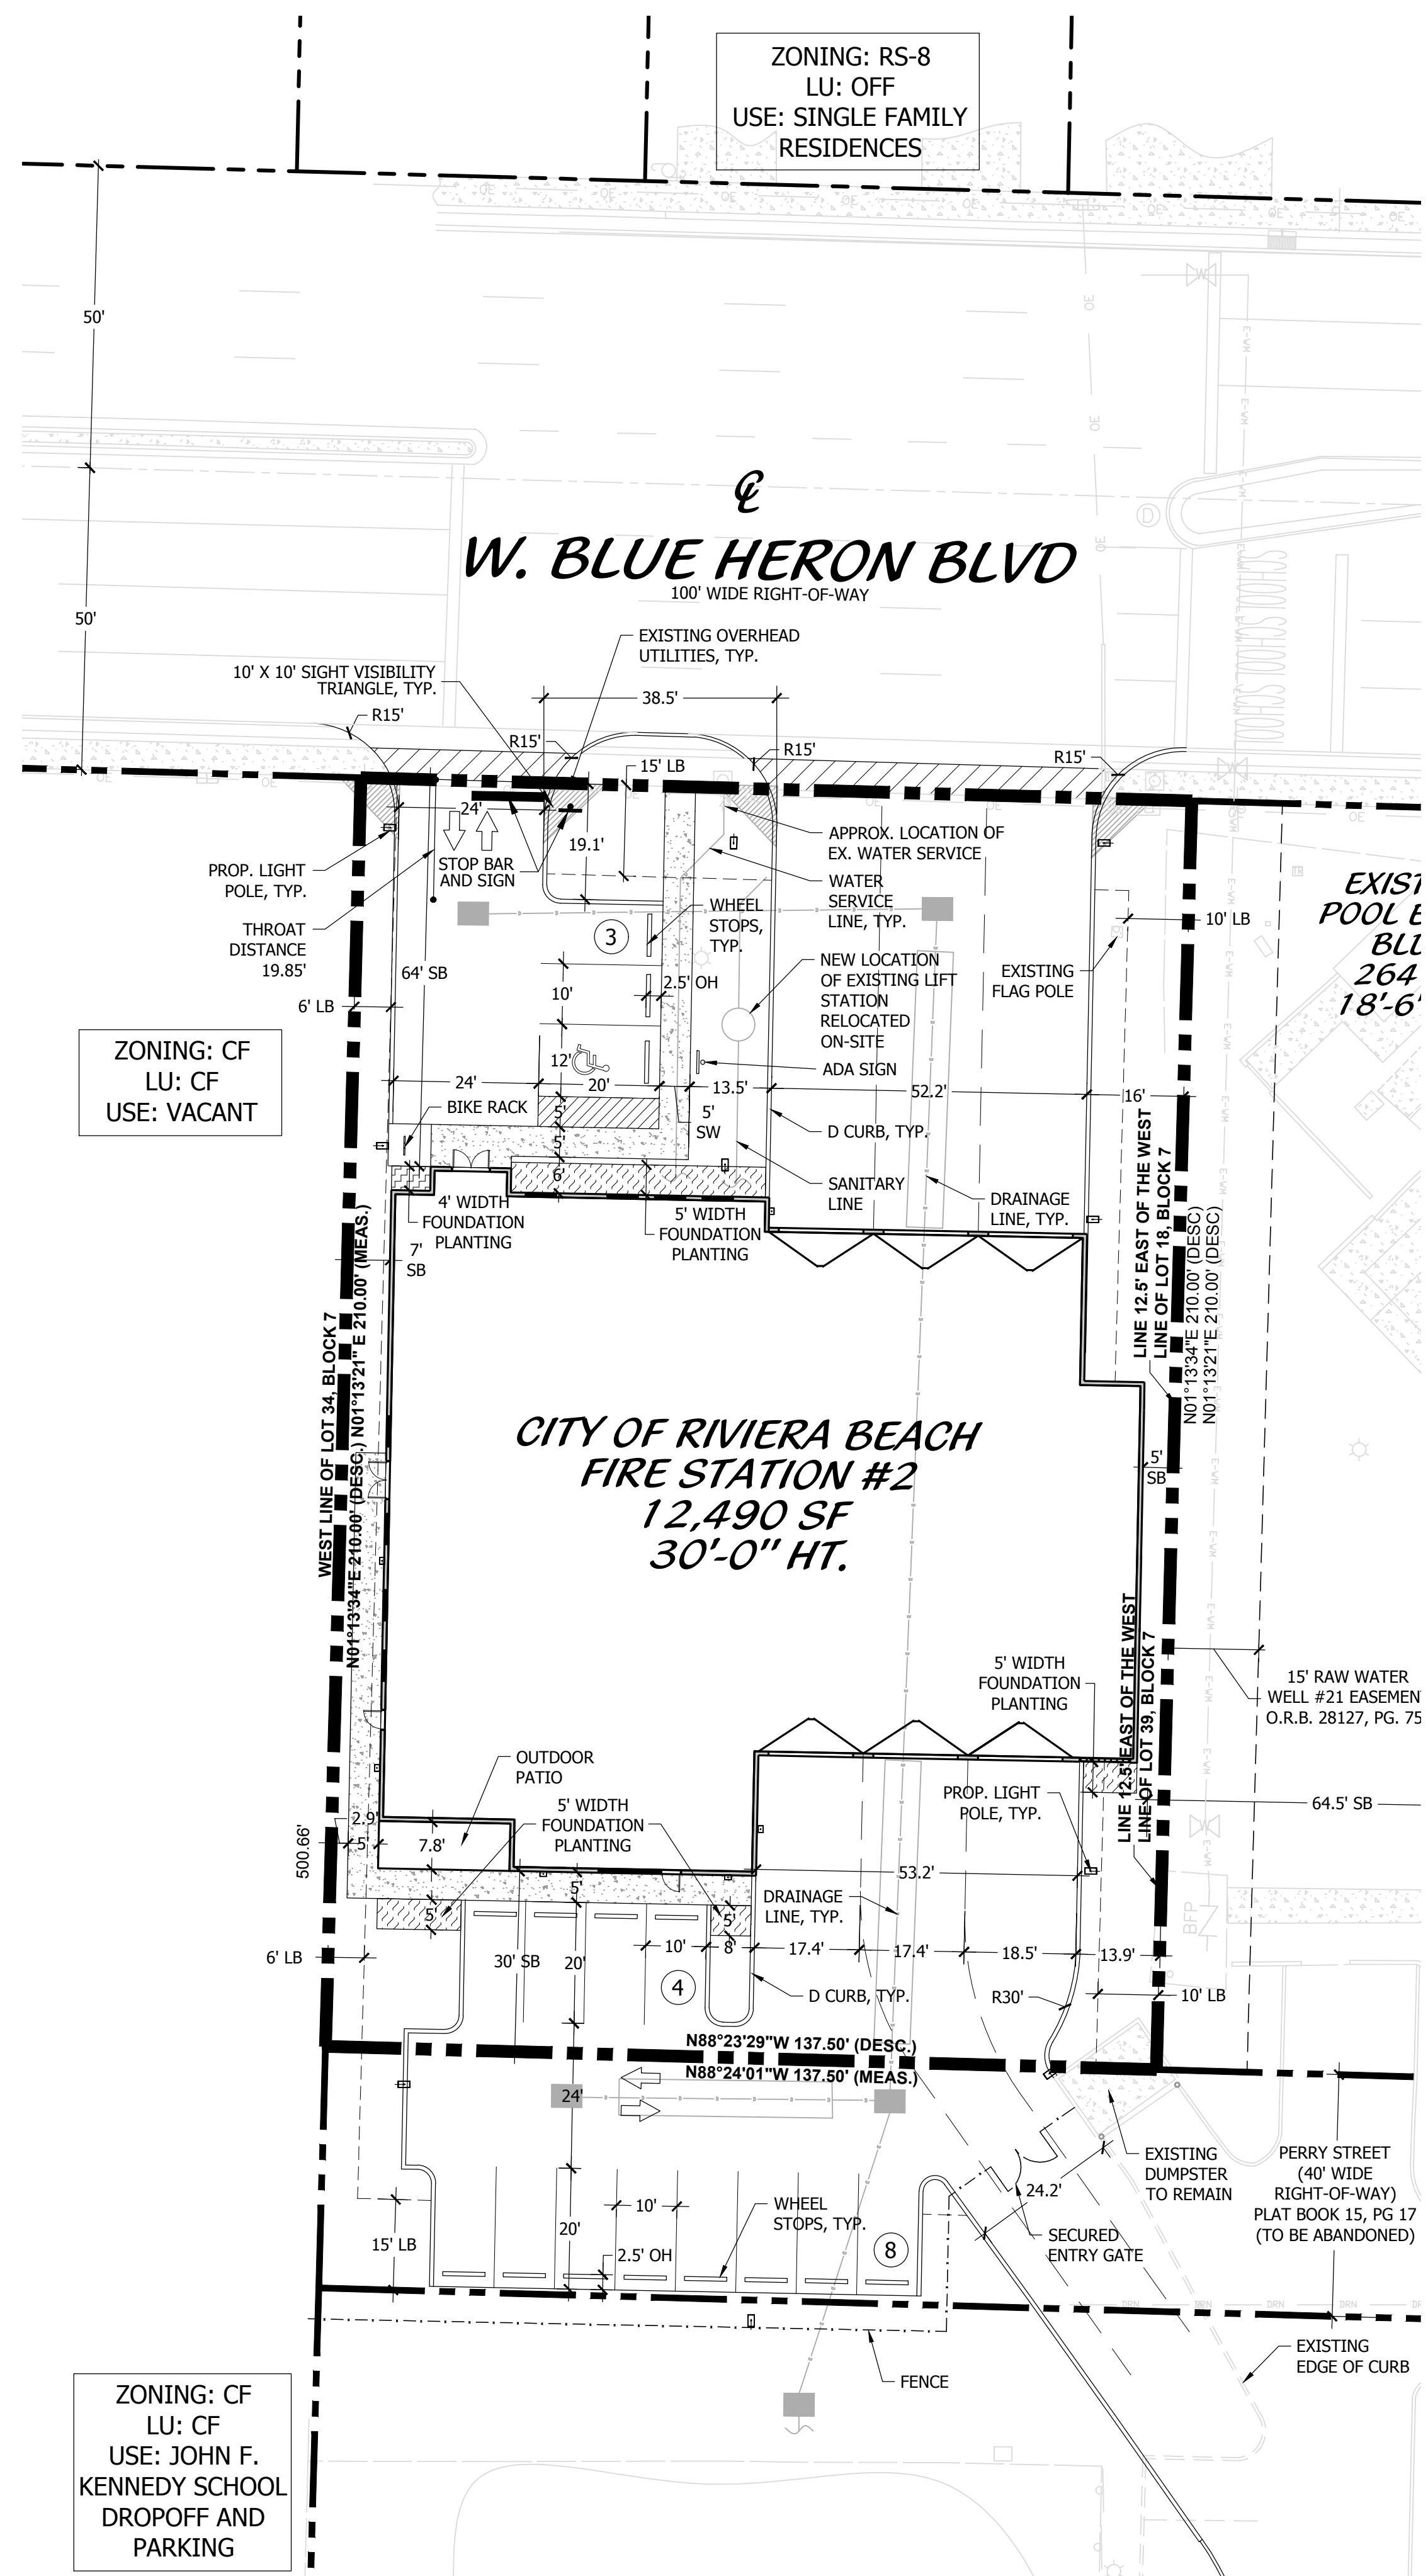 ZONING: RS-8
LU: OFF
USE: SINGLE FAMILY
RESIDENCES
50'
50'
W. BLUE HERON BLVD
100' WIDE RIGHT-OF-WAY
EXISTING OVERHEAD
UTILITIES, TYP.
10' X 10' SIGHT VISIBILITY
TRIANGLE, TYP.
38.5'
R15'
R15'
R15'
R15'
15' LB
24'
19.1'
STOP BAR
AND SIGN
APPROX. LOCATION OF
EX. WATER SERVICE
PROP. LIGHT
POLE, TYP.
WATER
SERVICE
LINE, TYP.
WHEEL
STOPS,
TYP.
THROAT
DISTANCE
19.85'
3
10' LB
EXIST
POOL B
BLU
264
18'-6"
64' SB
2.5' OH
10'
NEW LOCATION
OF EXISTING LIFT
STATION
RELOCATED
ON-SITE
EXISTING
FLAG POLE
6' LB
ZONING: CF
LU: CF
USE: VACANT
12'
ADA SIGN
24'
20'
13.5'
52.2'
16'
BIKE RACK
5'
5'
SW
D CURB, TYP.
5'
6'
SANITARY
LINE
DRAINAGE
LINE, TYP.
4' WIDTH
FOUNDATION
PLANTING
5' WIDTH
FOUNDATION
PLANTING
7'
SB
LINE 12.5' EAST OF THE WEST
LINE OF LOT 18, BLOCK 7
N01°13'34"E 210.00' (DESC)
N01°13'21"E 210.00' (DESC)
WEST LINE OF LOT 34, BLOCK 7
N01°13'34"E 210.00' (DESC.) N01°13'21" E 210.00' (MEAS.)
CITY OF RIVIERA BEACH
FIRE STATION #2
12,490 SF
30'-0" HT.
5'
SB
5' WIDTH
FOUNDATION
PLANTING
LINE 12.5' EAST OF THE WEST
LINE OF LOT 39, BLOCK 7
15' RAW WATER
WELL #21 EASEMENT
O.R.B. 28127, PG. 75
OUTDOOR
PATIO
5' WIDTH
FOUNDATION
PLANTING
PROP. LIGHT
POLE, TYP.
64.5' SB
2.9'
5'
7.8'
500.66'
53.2'
5'
DRAINAGE
LINE, TYP.
5'
5'
6' LB
30' SB
20'
10'
8'
17.4'
17.4'
18.5'
13.9'
4
D CURB, TYP.
R30'
10' LB
BFP
N88°23'29"W 137.50' (DESC.)
N88°24'01"W 137.50' (MEAS.)
24'
EXISTING
DUMPSTER
TO REMAIN
PERRY STREET
(40' WIDE
RIGHT-OF-WAY)
PLAT BOOK 15, PG 17
(TO BE ABANDONED)
24.2'
10'
WHEEL
STOPS, TYP.
20'
15' LB
2.5' OH
8
SECURED
ENTRY GATE
EXISTING
EDGE OF CURB
FENCE
ZONING: CF
LU: CF
USE: JOHN F.
KENNEDY SCHOOL
DROPOFF AND
PARKING